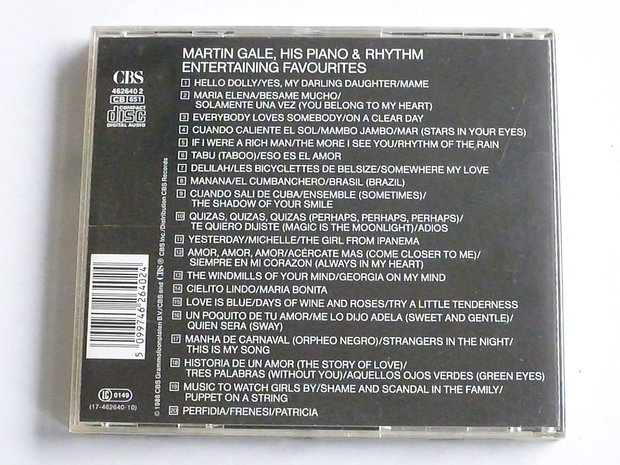 MARTIN GALE, HIS PIANO & RHYTHM
ENTERTAINING FAVOURITES
CBS
462640 2
CB 651
COMPACT
disc
DIGITAL AUDIO
1 HELLO DOLLY/YES, MY DARLING DAUGHTER/MAME
2 MARIA ELENA/BESAME MUCHO/
SOLAMENTE UNA VEZ (YOU BELONG TO MY HEART)
3 EVERYBODY LOVES SOMEBODY/ON A CLEAR DAY
4 CUANDO CALIENTE EL SOL/MAMBO JAMBO/MAR (STARS IN YOUR EYES)
5 IF I WERE A RICH MAN/THE MORE I SEE YOU/RHYTHM OF THE RAIN
6 TABU (TABOO)/ESO ES EL AMOR
7 DELILAH/LES BICYCLETTES DE BELSIZE/SOMEWHERE MY LOVE
8 MANANA/EL CUMBANCHERO/BRASIL (BRAZIL)
9 CUANDO SALI DE CUBA/ENSEMBLE (SOMETIMES)/
THE SHADOW OF YOUR SMILE
10 QUIZAS, QUIZAS, QUIZAS (PERHAPS, PERHAPS, PERHAPS)/
TE QUIERO DIJISTE (MAGIC IS THE MOONLIGHT)/ADIOS
11 YESTERDAY/MICHELLE/THE GIRL FROM IPANEMA
12 AMOR, AMOR, AMOR/ACÉRCATE MAS (COME CLOSER TO ME)/
SIEMPRE EN MI CORAZON (ALWAYS IN MY HEART)
13 THE WINDMILLS OF YOUR MIND/GEORGIA ON MY MIND
14 CIELITO LINDO/MARIA BONITA
15 LOVE IS BLUE/DAYS OF WINE AND ROSES/TRY A LITTLE TENDERNESS
16 UN POQUITO DE TU AMOR/ME LO DIJO ADELA (SWEET AND GENTLE)/
QUIEN SERA (SWAY)
17 MANHA DE CARNAVAL (ORPHEO NEGRO)/STRANGERS IN THE NIGHT/
THIS IS MY SONG
18 HISTORIA DE UN AMOR (THE STORY OF LOVE)/
TRES PALABRAS (WITHOUT YOU)/AQUELLOS OJOS VERDES (GREEN EYES)
19 MUSIC TO WATCH GIRLS BY/SHAME AND SCANDAL IN THE FAMILY/
PUPPET ON A STRING
20 PERFIDIA/FRENESI/PATRICIA
5 099746 264024
© 1988 CBS Grammofoonplaten B.V./CBS and CBS ® CBS Inc./Distribution CBS Records
LC 0149
(17-462640-10)